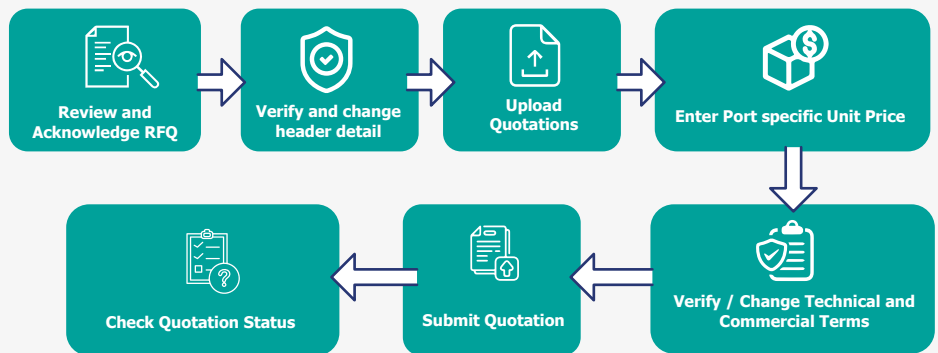 Review and
Acknowledge RFQ
Verify and change
header detail
Upload
Quotations
$
Enter Port specific Unit Price
Verify / Change Technical and
Commercial Terms
Submit Quotation
?
Check Quotation Status